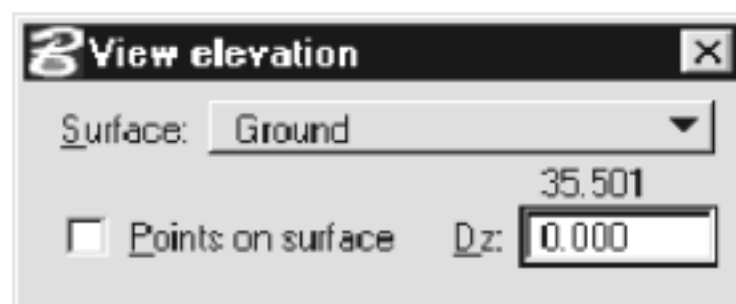 View elevation
Surface: Ground
35.501
Points on surface Dz: 0.000